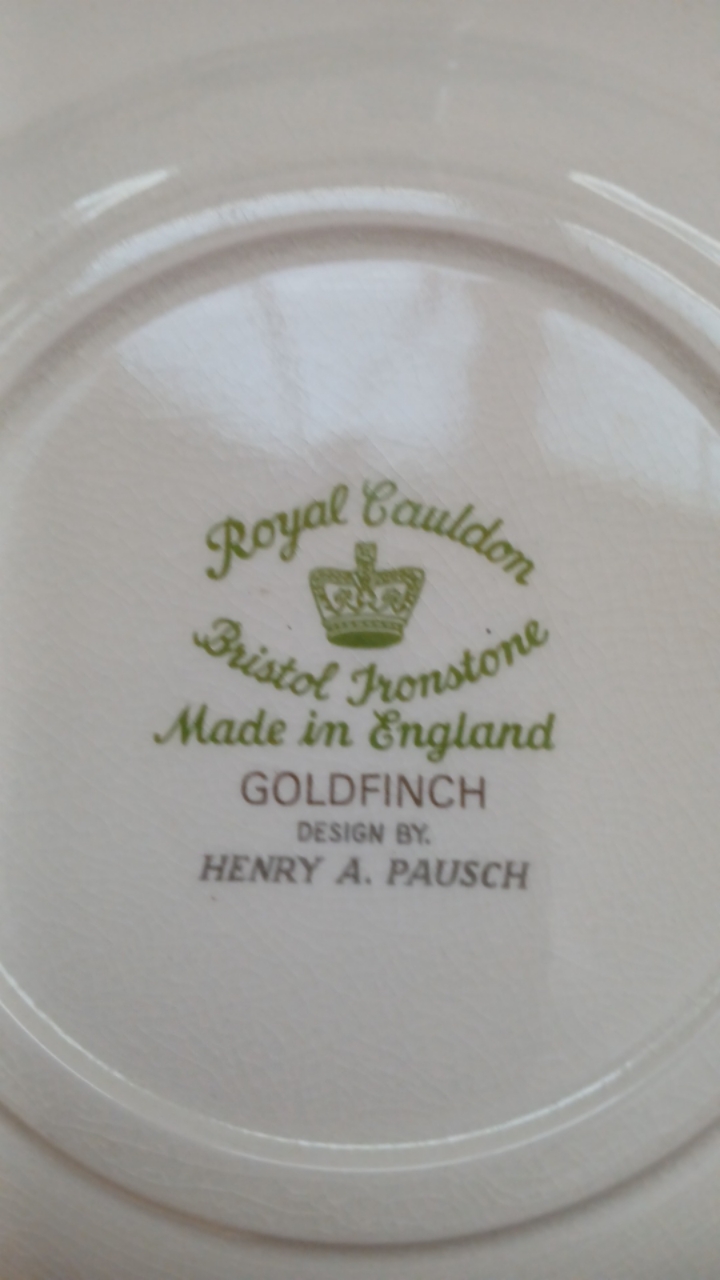 Royal Cauldon
Bristol Ironstone
Made in England
GOLDFINCH
DESIGN BY.
HENRY A. PAUSCH